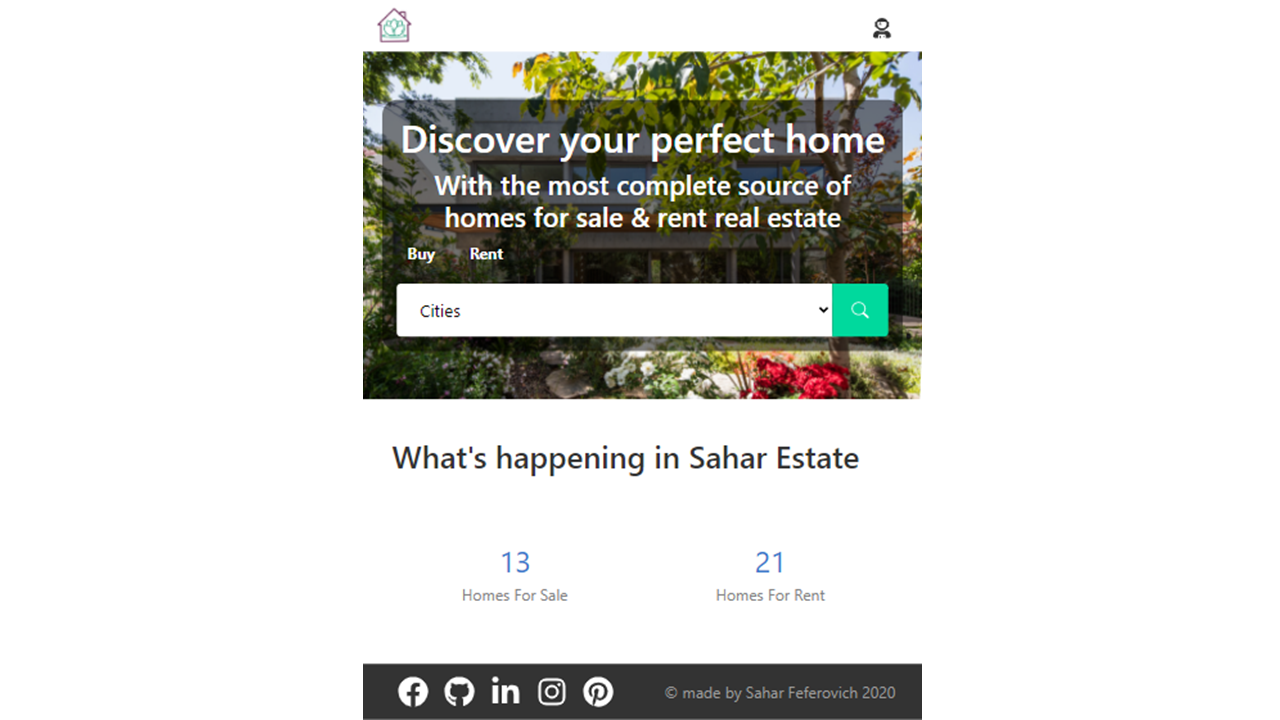 Discover your perfect home
With the most complete source of
homes for sale & rent real estate
Buy Rent
Cities
What's happening in Sahar Estate
13 21
Homes For Sale Homes For Rent
© made by Sahar Feferovich 2020